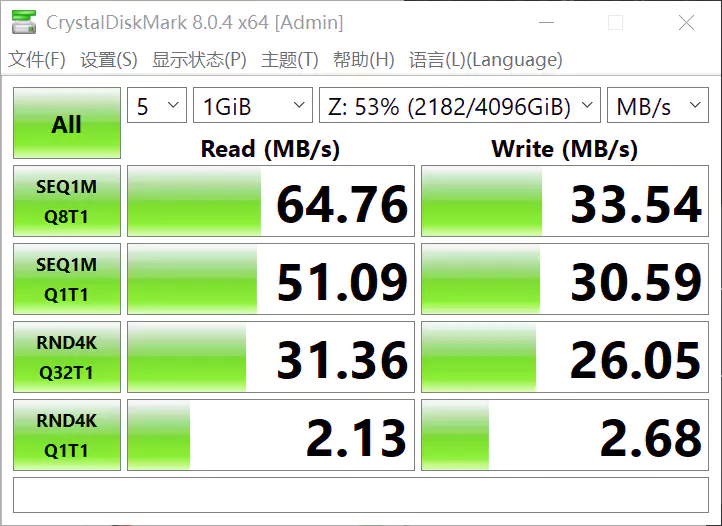 CrystalDiskMark 8.0.4 x64 [Admin]
文件(F) 设置(S) 显示状态(P) 主题(T) 帮助(H) 语言(L)(Language)
All 5 1GiB Z: 53% (2182/4096GiB) MB/s
Read (MB/s) Write (MB/s)
SEQ1M
Q8T1 64.76 33.54
SEQ1M
Q1T1 51.09 30.59
RND4K
Q32T1 31.36 26.05
RND4K
Q1T1 2.13 2.68